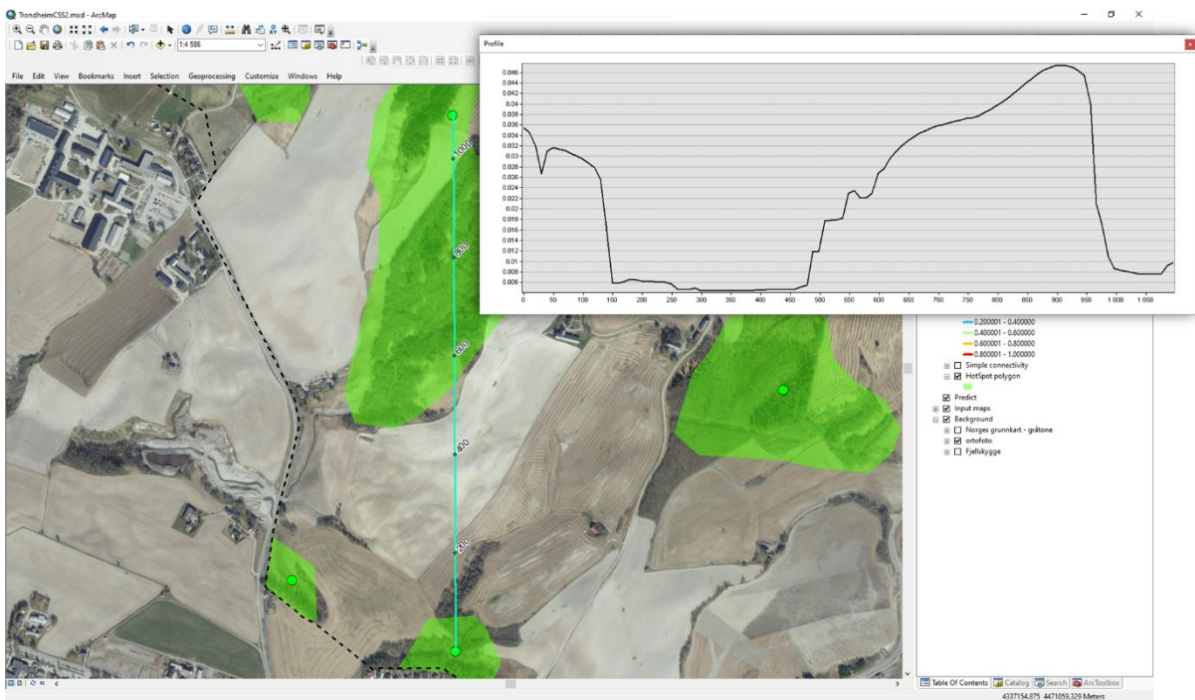 TrondheimCSS2.mxd - ArcMap
1:4 586
File Edit View Bookmarks Insert Selection Geoprocessing Customize Windows Help
Profile
0.046
0.044
0.042
0.04
0.038
0.036
0.034
0.032
0.03
0.028
0.026
0.024
0.022
0.02
0.018
0.016
0.014
0.012
0.01
0.008
0.006
0 50 100 150 200 250 300 350 400 450 500 550 600 650 700 750 800 850 900 950 1 000 1 050
1000
800
600
400
200
0.200001 - 0.400000
0.400001 - 0.600000
0.600001 - 0.800000
0.800001 - 1.000000
Simple connectivity
HotSpot polygon
Predict
Input maps
Background
Norges grunnkart - gråtone
ortofoto
Fjellskygge
Table Of Contents Catalog Search ArcToolbox
4337154.875 4471059.329 Meters